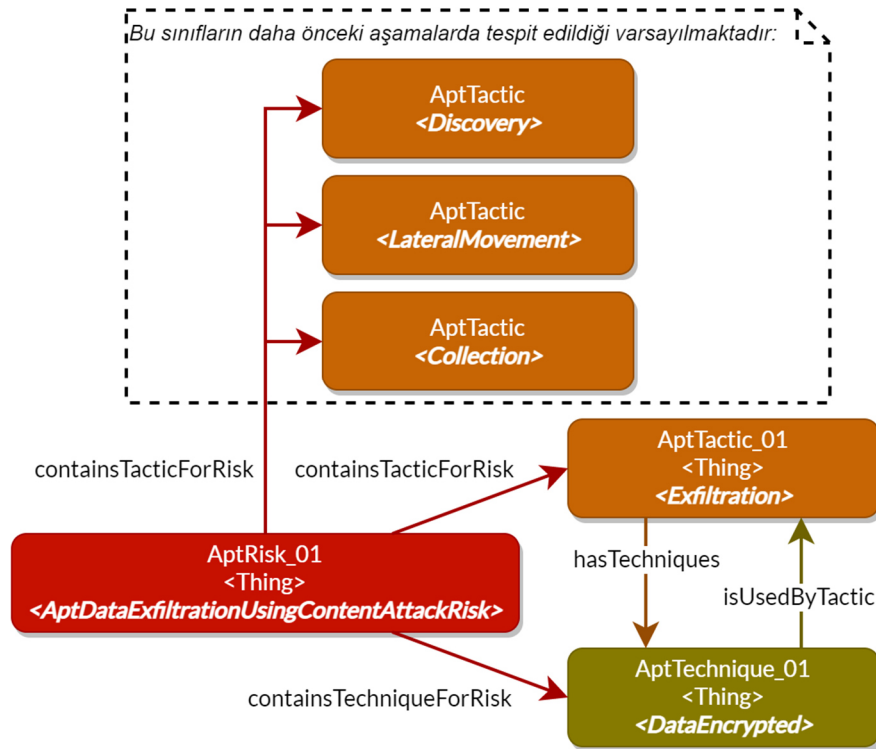 Bu sınıfların daha önceki aşamalarda tespit edildiği varsayılmaktadır:
AptTactic
<Discovery>
AptTactic
<LateralMovement>
AptTactic
<Collection>
containsTacticForRisk
containsTacticForRisk
AptTactic_01
<Thing>
<Exfiltration>
AptRisk_01
<Thing>
<AptDataExfiltrationUsingContentAttackRisk>
hasTechniques
isUsedByTactic
containsTechniqueForRisk
AptTechnique_01
<Thing>
<DataEncrypted>